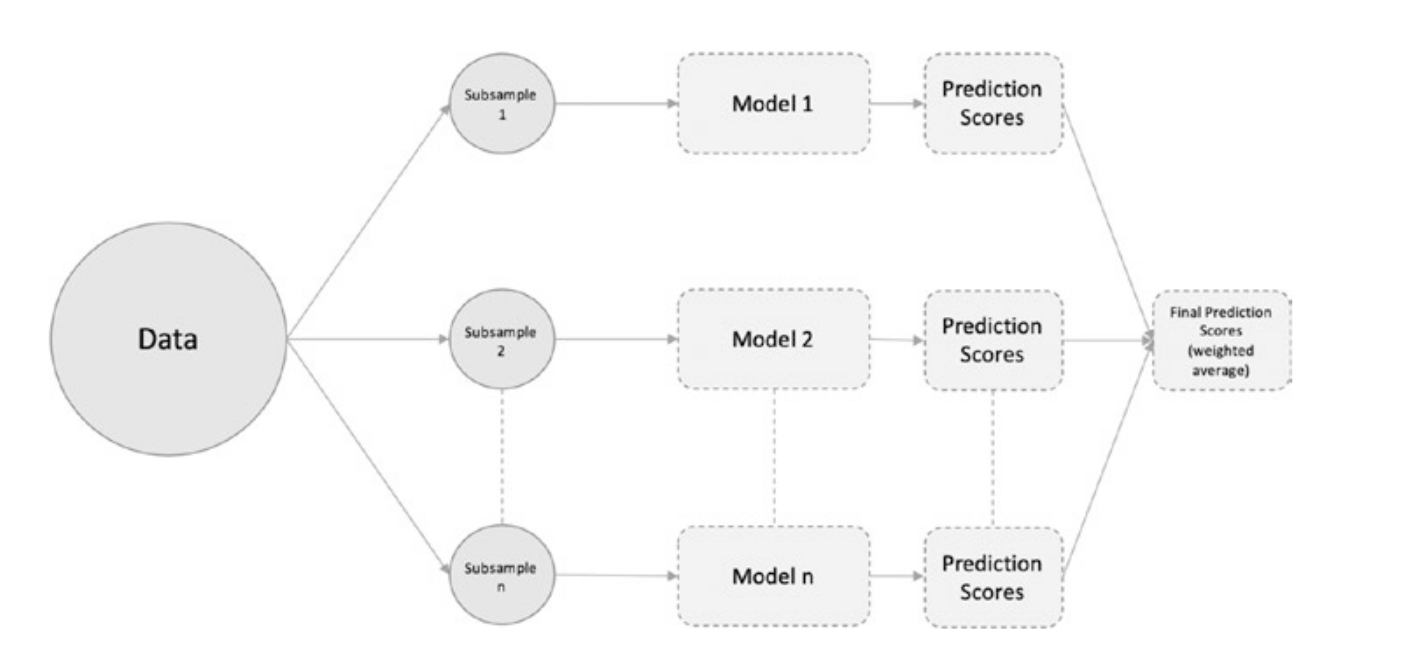 Subsample
1
Model 1
Prediction
Scores
Data
Subsample
2
Model 2
Prediction
Scores
Final Prediction
Scores
(weighted
average)
Subsample
n
Model n
Prediction
Scores